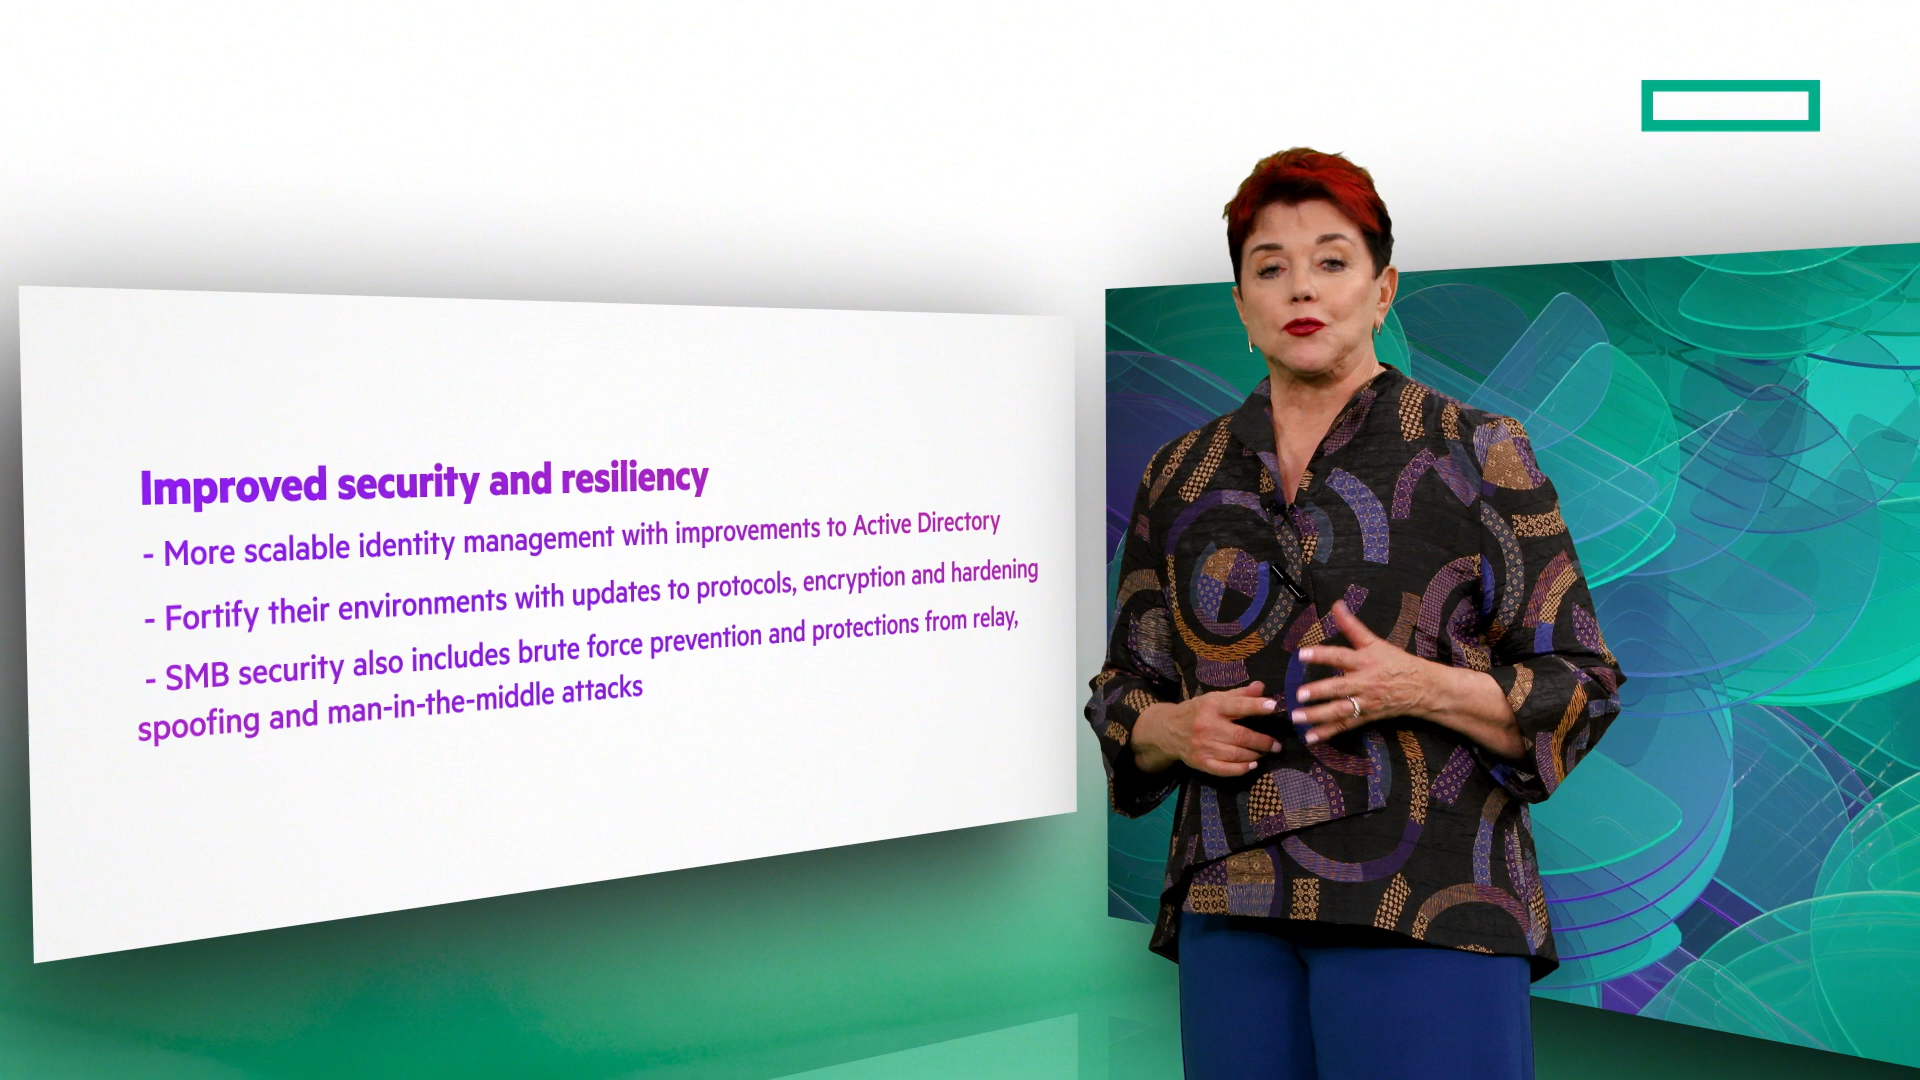 Improved security and resiliency
- More scalable identity management with improvements to Active Directory
- Fortify their environments with updates to protocols, encryption and hardening
- SMB security also includes brute force prevention and protections from relay,
spoofing and man-in-the-middle attacks